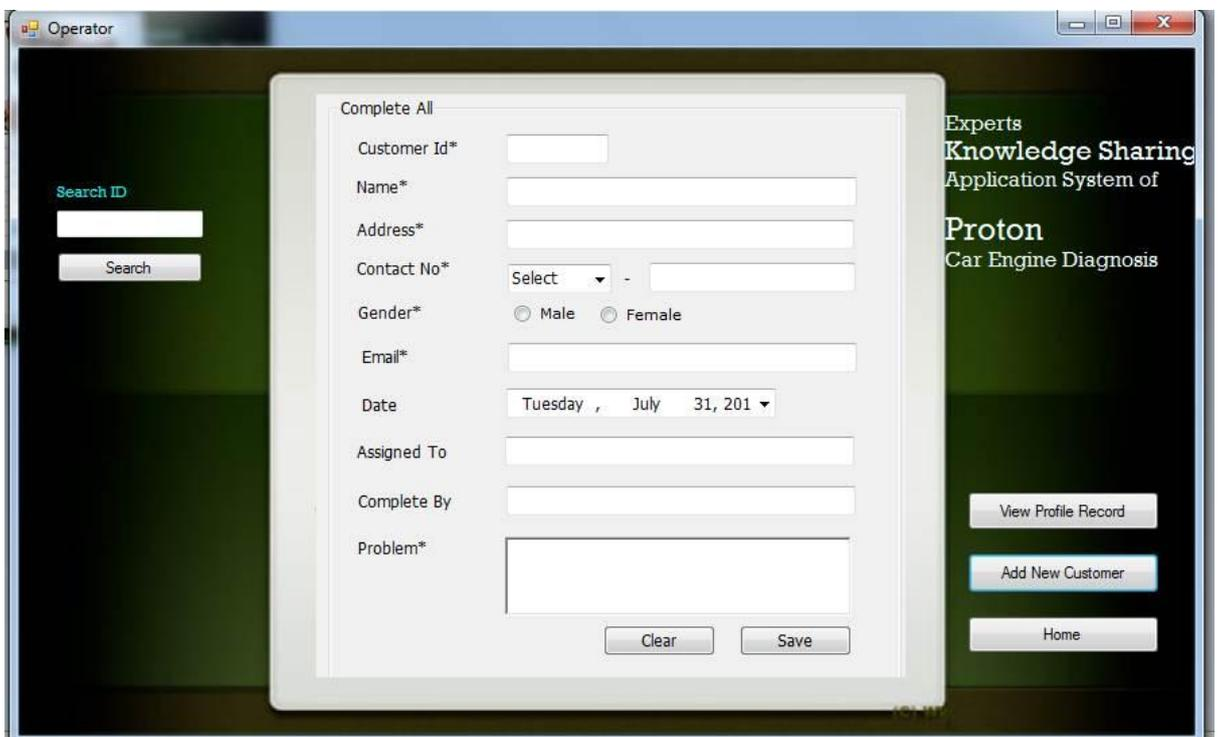 Operator
Search ID
Search
Complete All
Customer Id*
Name*
Address*
Contact No*
Select
-
Gender*
Male
Female
Email*
Date
Tuesday , July 31, 201
Assigned To
Complete By
Problem*
Clear
Save
Experts
Knowledge Sharing
Application System of
Proton
Car Engine Diagnosis
View Profile Record
Add New Customer
Home